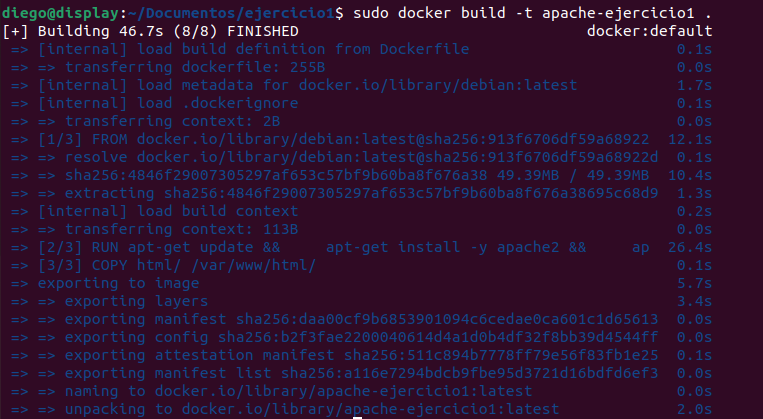 diego@display:~/Documentos/ejercicio1$ sudo docker build -t apache-ejercicio1 .
[+] Building 46.7s (8/8) FINISHED docker:default
=> [internal] load build definition from Dockerfile 0.1s
=> => transferring dockerfile: 255B 0.0s
=> [internal] load metadata for docker.io/library/debian:latest 1.7s
=> [internal] load .dockerignore 0.1s
=> => transferring context: 2B 0.0s
=> [1/3] FROM docker.io/library/debian:latest@sha256:913f6706df59a68922 12.1s
=> => resolve docker.io/library/debian:latest@sha256:913f6706df59a68922d 0.1s
=> => sha256:4846f29007305297af653c57bf9b60ba8f676a38 49.39MB / 49.39MB 10.4s
=> => extracting sha256:4846f29007305297af653c57bf9b60ba8f676a38695c68d9 1.3s
=> [internal] load build context 0.2s
=> => transferring context: 113B 0.0s
=> [2/3] RUN apt-get update && apt-get install -y apache2 && ap 26.4s
=> [3/3] COPY html/ /var/www/html/ 0.1s
=> exporting to image 5.7s
=> => exporting layers 3.4s
=> => exporting manifest sha256:daa00cf9b6853901094c6cedae0ca601c1d65613 0.0s
=> => exporting config sha256:b2f3fae2200040614d4a1d0b4df32f8bb39d4544ff 0.0s
=> => exporting attestation manifest sha256:511c894b7778ff79e56f83fb1e25 0.1s
=> => exporting manifest list sha256:a116e7294bdcb9fbe95d3721d16bdfd6ef3 0.0s
=> => naming to docker.io/library/apache-ejercicio1:latest 0.0s
=> => unpacking to docker.io/library/apache-ejercicio1:latest 2.0s